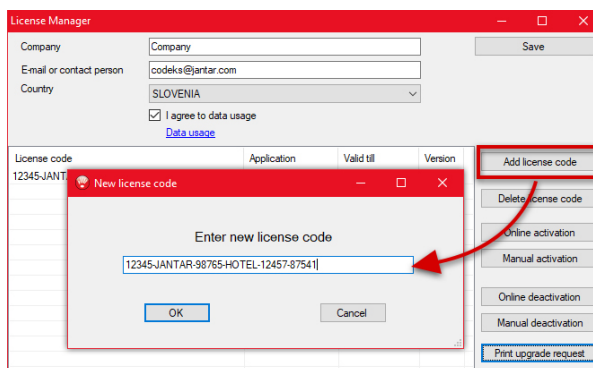 License Manager
Company
Company
Save
E-mail or contact person
codeks@jantar.com
Country
SLOVENIA
I agree to data usage
Data usage
License code
Application
Valid till
Version
Add license code
12345-JANT
New license code
Delete license code
Enter new license code
Online activation
12345-JANTAR-98765-HOTEL-12457-87541
Manual activation
OK
Cancel
Online deactivation
Manual deactivation
Print upgrade request